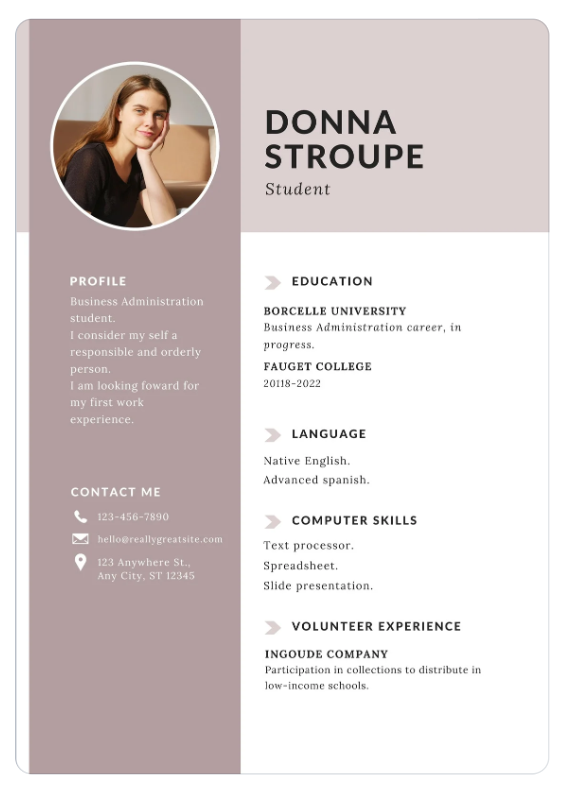 DONNA
STROUPE
Student
PROFILE
Business Administration
student.
I consider my self a
responsible and orderly
person.
I am looking foward for
my first work
experience.
CONTACT ME
123-456-7890
hello@reallygreatsite.com
123 Anywhere St.,
Any City, ST 12345
EDUCATION
BORCELLE UNIVERSITY
Business Administration career, in
progress.
FAUGET COLLEGE
20118-2022
LANGUAGE
Native English.
Advanced spanish.
COMPUTER SKILLS
Text processor.
Spreadsheet.
Slide presentation.
VOLUNTEER EXPERIENCE
INGOUDE COMPANY
Participation in collections to distribute in
low-income schools.